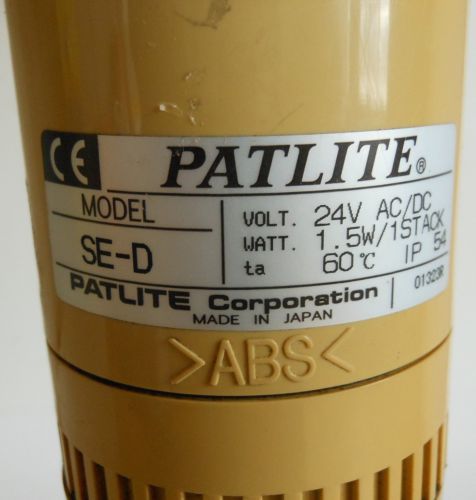 CE PATLITE®
MODEL
SE-D
VOLT. 24V AC/DC
WATT. 1.5W/1STACK
ta 60℃ IP 54
PATLITE Corporation 01323R
MADE IN JAPAN
>ABS<